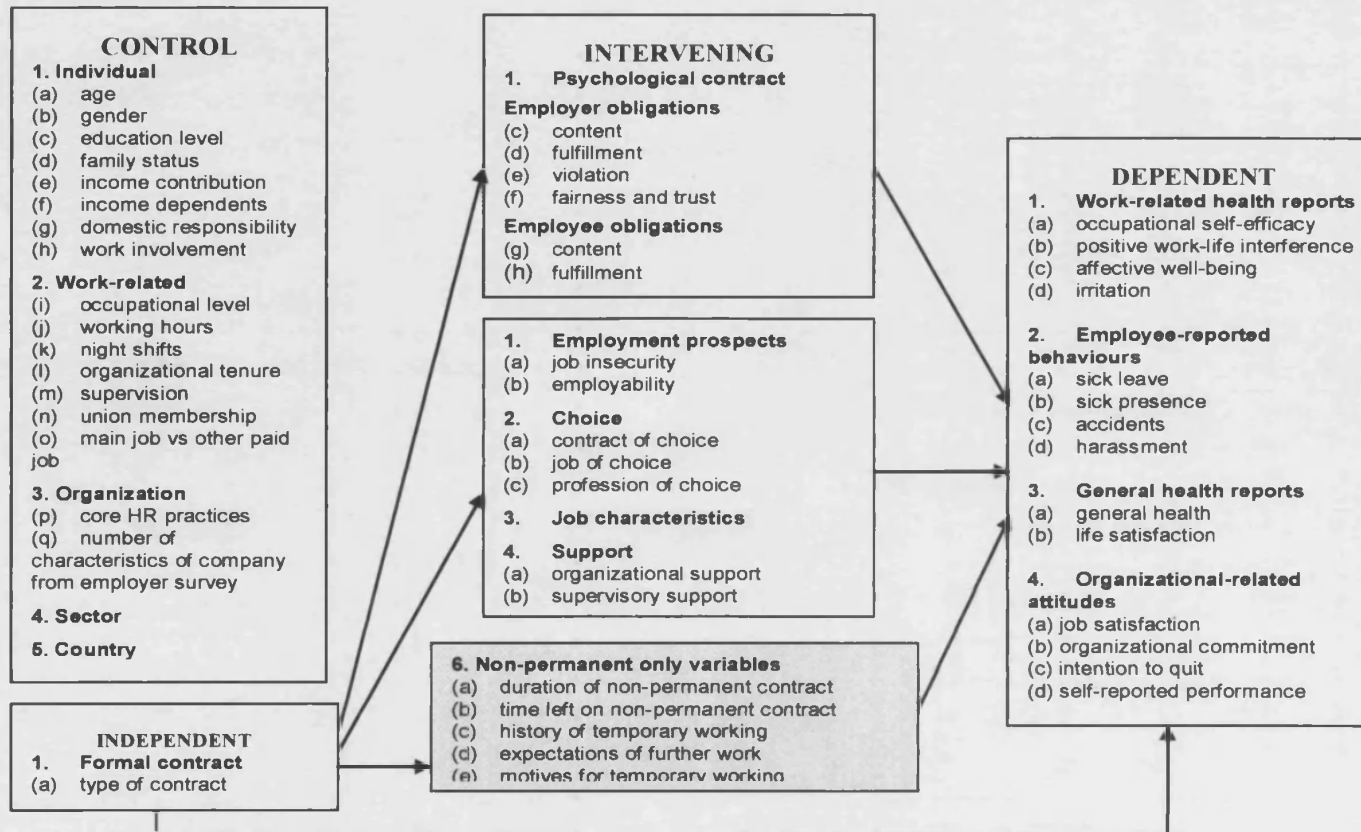 CONTROL
1. Individual
(a) age
(b) gender
(c) education level
(d) family status
(e) income contribution
(f) income dependents
(g) domestic responsibility
(h) work involvement
2. Work-related
(i) occupational level
(j) working hours
(k) night shifts
(l) organizational tenure
(m) supervision
(n) union membership
(o) main job vs other paid
job
3. Organization
(p) core HR practices
(q) number of
characteristics of company
from employer survey
4. Sector
5. Country
INDEPENDENT
1. Formal contract
(a) type of contract
INTERVENING
1. Psychological contract
Employer obligations
(c) content
(d) fulfillment
(e) violation
(f) fairness and trust
Employee obligations
(g) content
(h) fulfillment
1. Employment prospects
(a) job insecurity
(b) employability
2. Choice
(a) contract of choice
(b) job of choice
(c) profession of choice
3. Job characteristics
4. Support
(a) organizational support
(b) supervisory support
6. Non-permanent only variables
(a) duration of non-permanent contract
(b) time left on non-permanent contract
(c) history of temporary working
(d) expectations of further work
(e) motives for temporary working
DEPENDENT
1. Work-related health reports
(a) occupational self-efficacy
(b) positive work-life interference
(c) affective well-being
(d) irritation
2. Employee-reported
behaviours
(a) sick leave
(b) sick presence
(c) accidents
(d) harassment
3. General health reports
(a) general health
(b) life satisfaction
4. Organizational-related
attitudes
(a) job satisfaction
(b) organizational commitment
(c) intention to quit
(d) self-reported performance